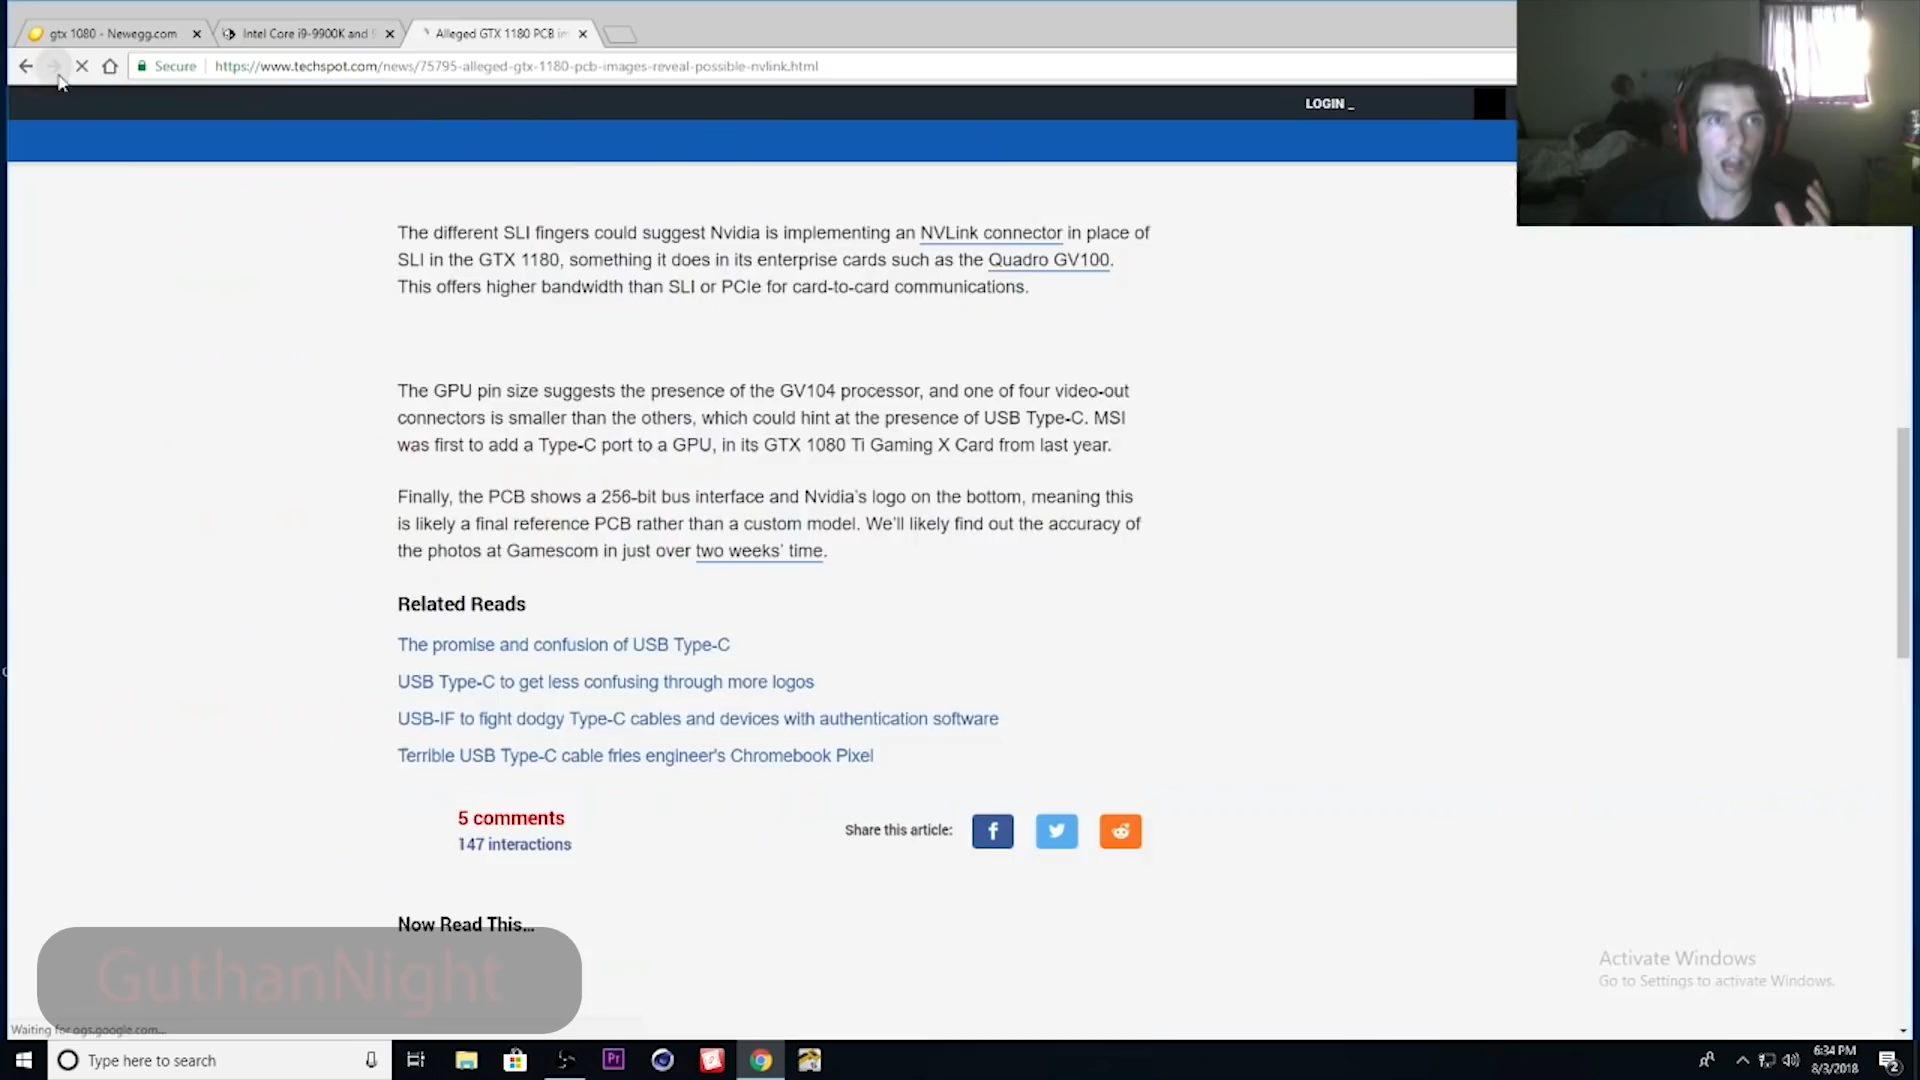 gtx 1080 - Newegg.com
Intel Core i9-9900K and
Alleged GTX 1180 PCB im
Secure
https://www.techspot.com/news/75795-alleged-gtx-1180-pcb-images-reveal-possible-nvlink.html
LOGIN _
The different SLI fingers could suggest Nvidia is implementing an NVLink connector in place of
SLI in the GTX 1180, something it does in its enterprise cards such as the Quadro GV100.
This offers higher bandwidth than SLI or PCIe for card-to-card communications.
The GPU pin size suggests the presence of the GV104 processor, and one of four video-out
connectors is smaller than the others, which could hint at the presence of USB Type-C. MSI
was first to add a Type-C port to a GPU, in its GTX 1080 Ti Gaming X Card from last year.
Finally, the PCB shows a 256-bit bus interface and Nvidia's logo on the bottom, meaning this
is likely a final reference PCB rather than a custom model. We'll likely find out the accuracy of
the photos at Gamescom in just over two weeks' time.
Related Reads
The promise and confusion of USB Type-C
USB Type-C to get less confusing through more logos
USB-IF to fight dodgy Type-C cables and devices with authentication software
Terrible USB Type-C cable fries engineer's Chromebook Pixel
5 comments
147 interactions
Share this article:
Now Read This...
GuthanNight
Activate Windows
Go to Settings to activate Windows.
Waiting for ogs.google.com...
Type here to search
Pr
6:34 PM
8/3/2018
2